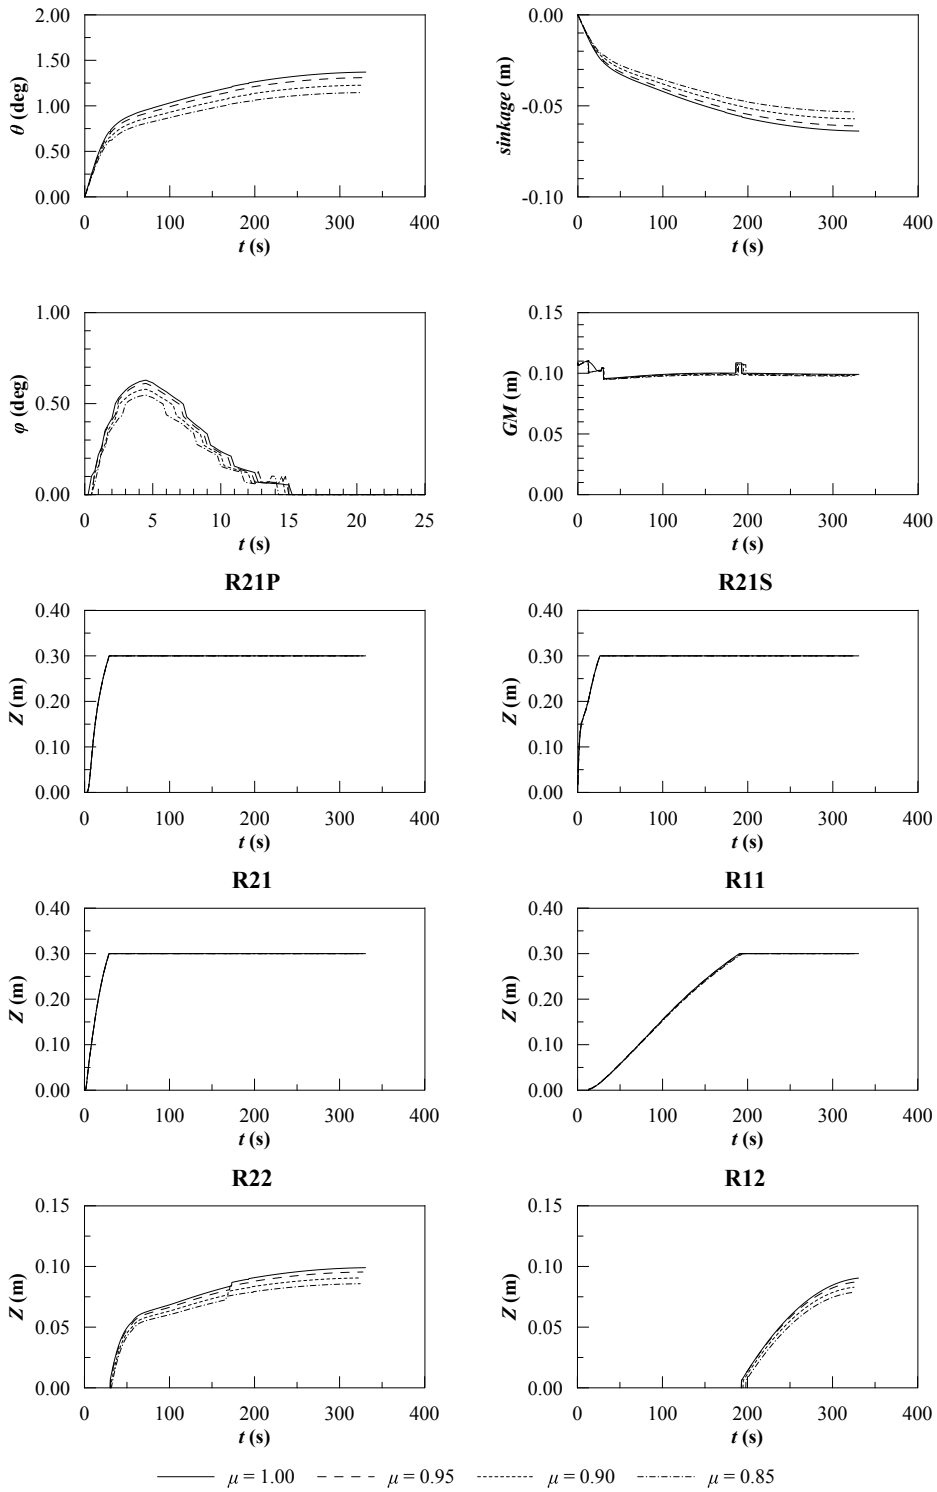 2.00
1.50
1.00
0.50
0.00
θ (deg)
0 100 200 300 400
t (s)
0.00
-0.05
-0.10
sinkage (m)
0 100 200 300 400
t (s)
1.00
0.50
0.00
φ (deg)
0 5 10 15 20 25
t (s)
0.15
0.10
0.05
0.00
GM (m)
0 100 200 300 400
t (s)
R21P
0.40
0.30
0.20
0.10
0.00
Z (m)
0 100 200 300 400
t (s)
R21S
0.40
0.30
0.20
0.10
0.00
Z (m)
0 100 200 300 400
t (s)
R21
0.40
0.30
0.20
0.10
0.00
Z (m)
0 100 200 300 400
t (s)
R11
0.40
0.30
0.20
0.10
0.00
Z (m)
0 100 200 300 400
t (s)
R22
0.15
0.10
0.05
0.00
Z (m)
0 100 200 300 400
t (s)
R12
0.15
0.10
0.05
0.00
Z (m)
0 100 200 300 400
t (s)
μ = 1.00 μ = 0.95 μ = 0.90 μ = 0.85